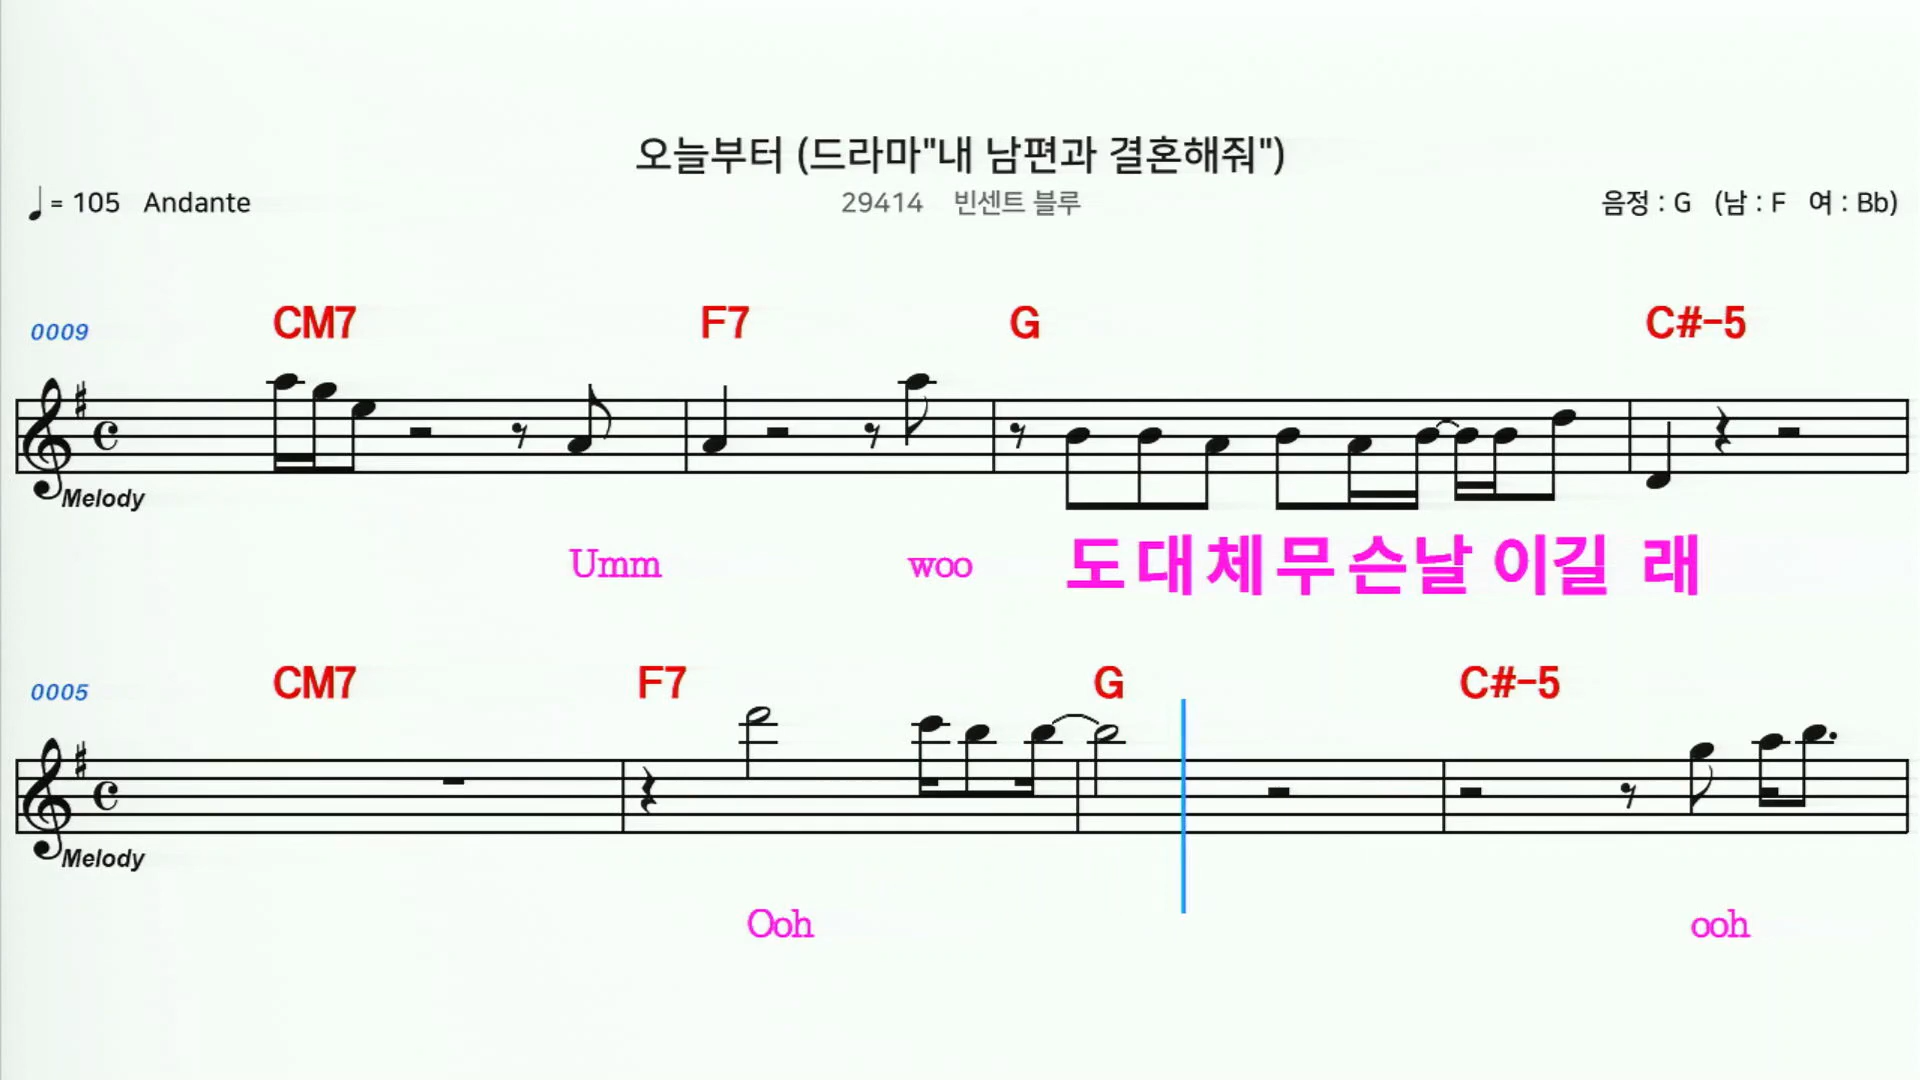 오늘부터 (드라마"내 남편과 결혼해줘")
♩= 105 Andante 29414 빈센트 블루 음정 : G (남 : F 여 : Bb)
0009 CM7 F7 G C#-5
Melody
Umm woo 도대체무슨날 이길 래
0005 CM7 F7 G C#-5
Melody
Ooh ooh